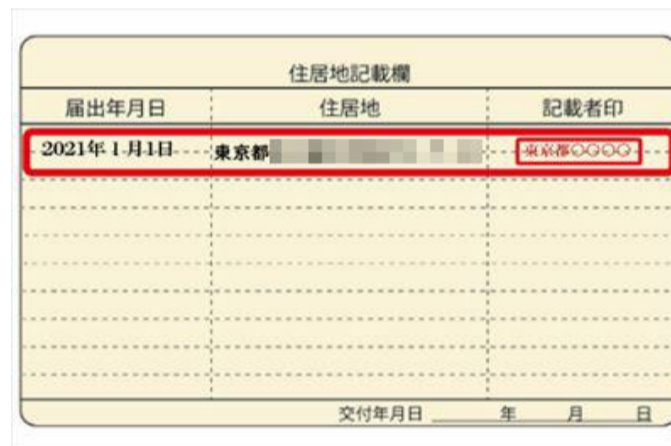 住居地記載欄
届出年月日 住居地 記載者印
2021年1月1日 東京都 東京都○○○○
交付年月日 年 月 日